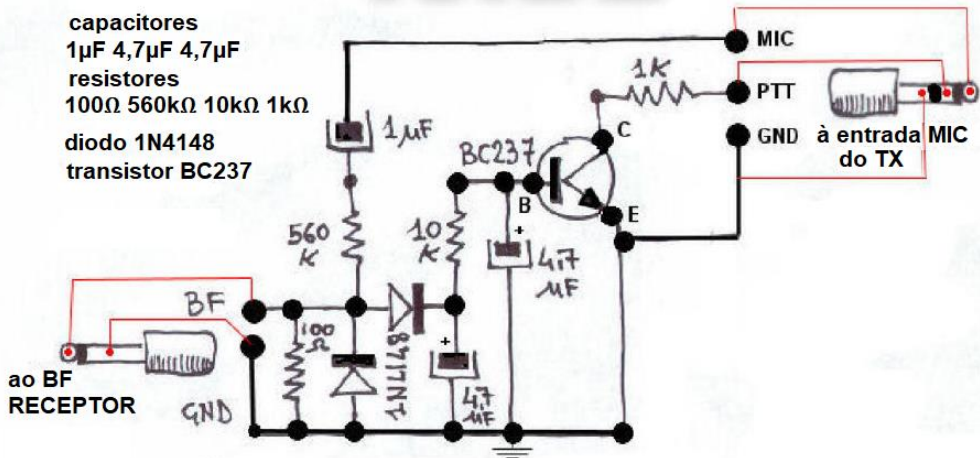 capacitores
1µF 4,7µF 4,7µF
resistores
100Ω 560kΩ 10kΩ 1kΩ
diodo 1N4148
transistor BC237
MIC
1K
PTT
C
GND
à entrada MIC
do TX
1µF
BC237
B
E
560
K
10
K
+
4,7
µF
BF
100
Ω
1N4148
+
4,7
µF
ao BF
RECEPTOR
GND